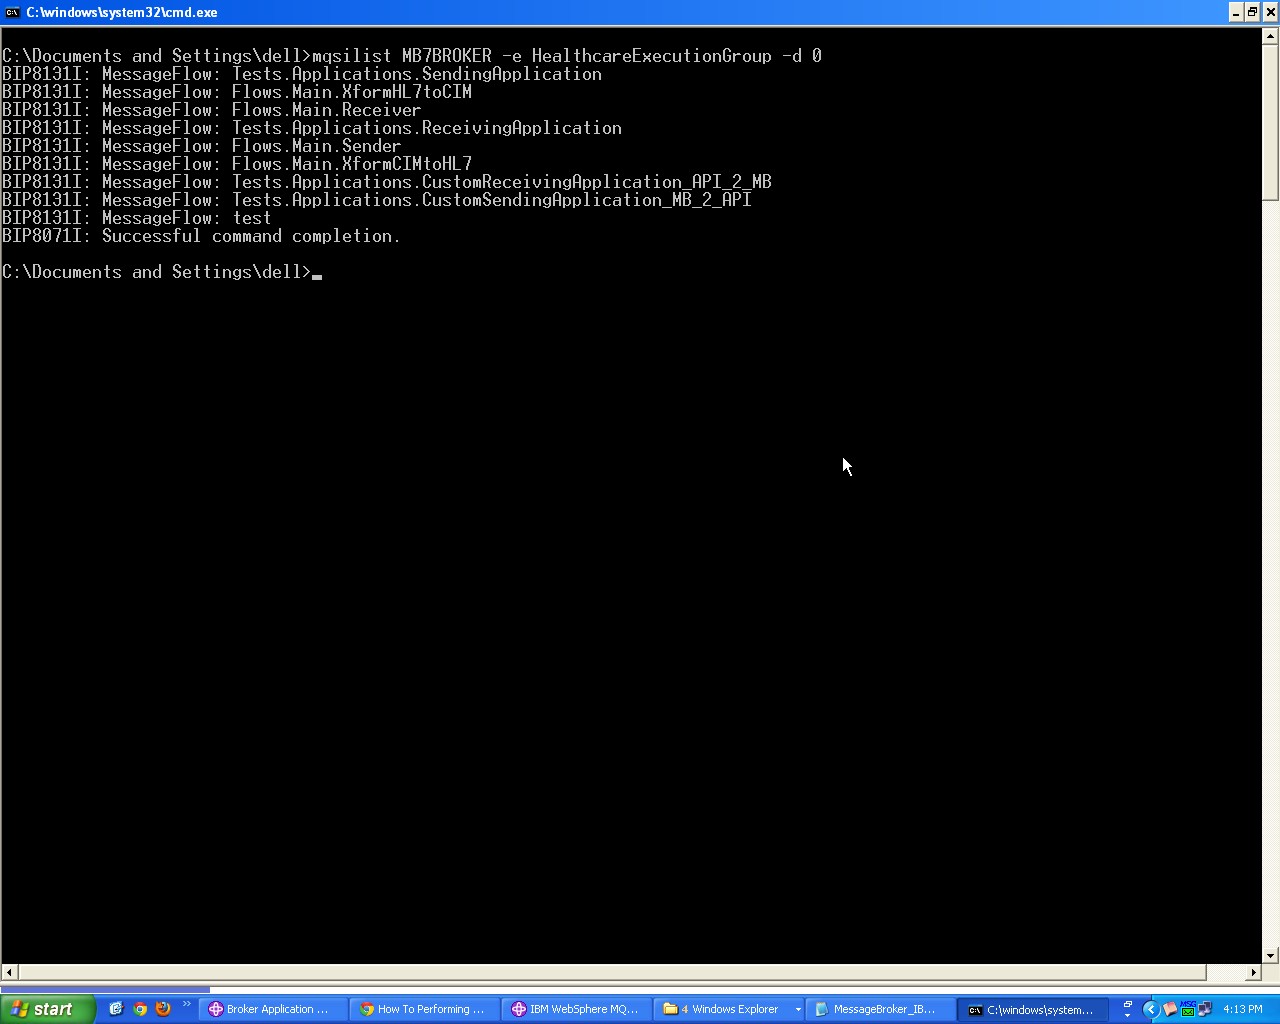 C:\windows\system32\cmd.exe
C:\Documents and Settings\dell>mqsilist MB7BROKER -e HealthcareExecutionGroup -d 0
BIP8131I: MessageFlow: Tests.Applications.SendingApplication
BIP8131I: MessageFlow: Flows.Main.XformHL7toCIM
BIP8131I: MessageFlow: Flows.Main.Receiver
BIP8131I: MessageFlow: Tests.Applications.ReceivingApplication
BIP8131I: MessageFlow: Flows.Main.Sender
BIP8131I: MessageFlow: Flows.Main.XformCIMtoHL7
BIP8131I: MessageFlow: Tests.Applications.CustomReceivingApplication_API_2_MB
BIP8131I: MessageFlow: Tests.Applications.CustomSendingApplication_MB_2_API
BIP8131I: MessageFlow: test
BIP8071I: Successful command completion.
C:\Documents and Settings\dell>_
start Broker Application ... How To Performing ... IBM WebSphere MQ... 4 Windows Explorer MessageBroker_IB... C:\windows\system... MSG 4:13 PM